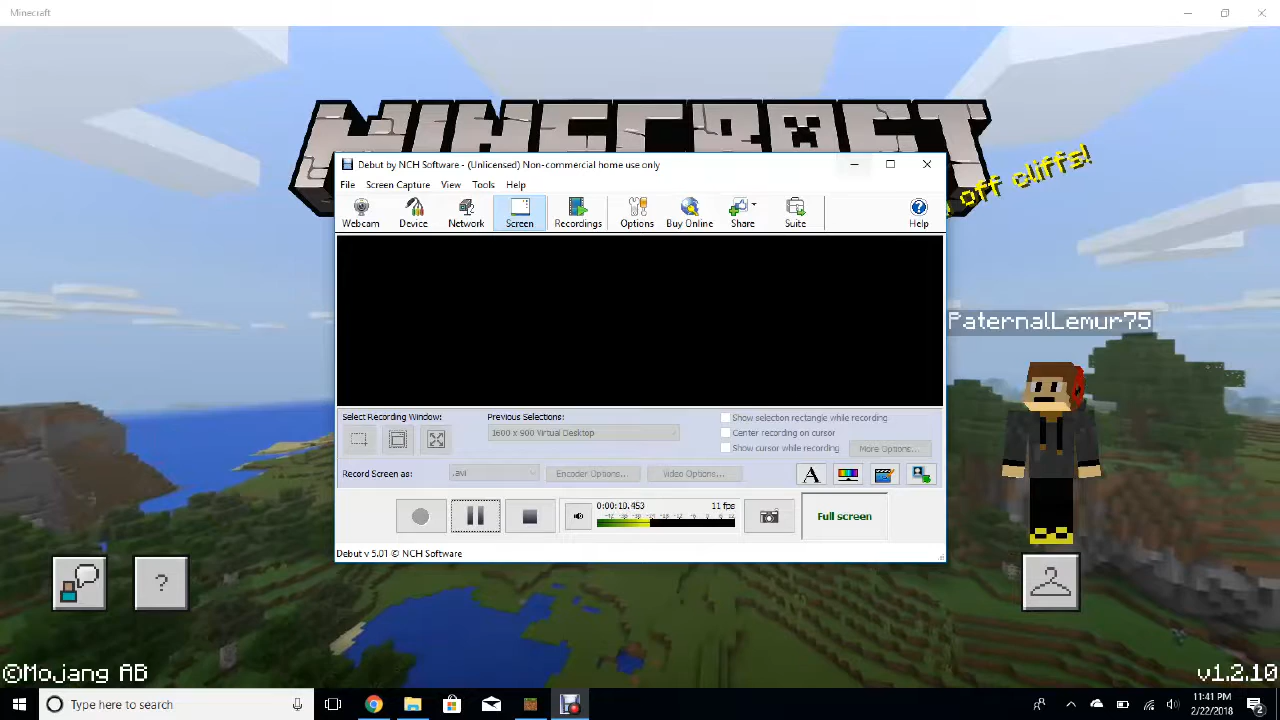 Minecraft
MINECRAFT
off cliffs!
Debut by NCH Software - (Unlicensed) Non-commercial home use only
File Screen Capture View Tools Help
Webcam Device Network Screen Recordings Options Buy Online Share Suite Help
PaternalLemur75
Select Recording Window: Previous Selections:
Show selection rectangle while recording
1600 x 900 Virtual Desktop
Center recording on cursor
Show cursor while recording More Options...
Record Screen as: .avi Encoder Options... Video Options... A
0:00:10.453 11 fps
Full screen
Debut v 5.01 © NCH Software
?
©Mojang AB
v1.2.10
Type here to search
11:41 PM
2/22/2018
2